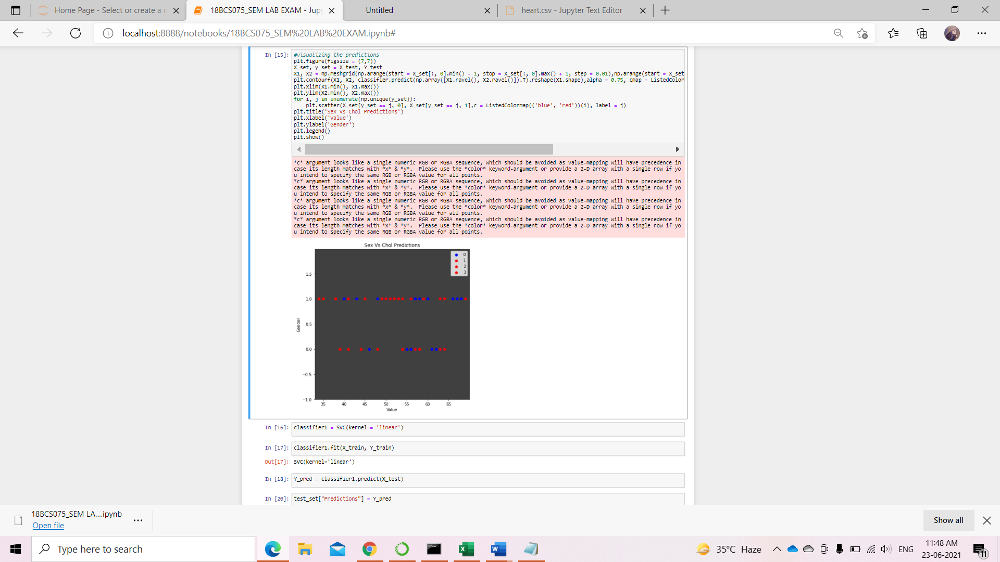 Home Page - Select or create a n
18BCS075_SEM LAB EXAM - Jup
Untitled
heart.csv - Jupyter Text Editor
localhost:8888/notebooks/18BCS075_SEM%20LAB%20EXAM.ipynb#
In [15]:
#visualizing the predictions
plt.figure(figsize = (7,7))
X_set, y_set = X_test, Y_test
X1, X2 = np.meshgrid(np.arange(start = X_set[:, 0].min() - 1, stop = X_set[:, 0].max() + 1, step = 0.01),np.arange(start = X_set
plt.contourf(X1, X2, classifier.predict(np.array([X1.ravel(), X2.ravel()]).T).reshape(X1.shape),alpha = 0.75, cmap = ListedColor
plt.xlim(X1.min(), X1.max())
plt.ylim(X2.min(), X2.max())
for i, j in enumerate(np.unique(y_set)):
    plt.scatter(X_set[y_set == j, 0], X_set[y_set == j, 1],c = ListedColormap(('blue', 'red'))(i), label = j)
plt.title('Sex Vs Chol Predictions')
plt.xlabel('Value')
plt.ylabel('Gender')
plt.legend()
plt.show()
*c* argument looks like a single numeric RGB or RGBA sequence, which should be avoided as value-mapping will have precedence in
case its length matches with *x* & *y*.  Please use the *color* keyword-argument or provide a 2-D array with a single row if yo
u intend to specify the same RGB or RGBA value for all points.
*c* argument looks like a single numeric RGB or RGBA sequence, which should be avoided as value-mapping will have precedence in
case its length matches with *x* & *y*.  Please use the *color* keyword-argument or provide a 2-D array with a single row if yo
u intend to specify the same RGB or RGBA value for all points.
*c* argument looks like a single numeric RGB or RGBA sequence, which should be avoided as value-mapping will have precedence in
case its length matches with *x* & *y*.  Please use the *color* keyword-argument or provide a 2-D array with a single row if yo
u intend to specify the same RGB or RGBA value for all points.
*c* argument looks like a single numeric RGB or RGBA sequence, which should be avoided as value-mapping will have precedence in
case its length matches with *x* & *y*.  Please use the *color* keyword-argument or provide a 2-D array with a single row if yo
u intend to specify the same RGB or RGBA value for all points.
Sex Vs Chol Predictions
0
1
2
3
1.5
1.0
0.5
0.0
−0.5
−1.0
Gender
35 40 45 50 55 60 65
Value
In [16]: classifier1 = SVC(kernel = 'linear')
In [17]: classifier1.fit(X_train, Y_train)
Out[17]: SVC(kernel='linear')
In [18]: Y_pred = classifier1.predict(X_test)
In [20]: test_set["Predictions"] = Y_pred
18BCS075_SEM LA....ipynb
Open file
Show all
Type here to search
35°C Haze
ENG
11:48 AM
23-06-2021
11